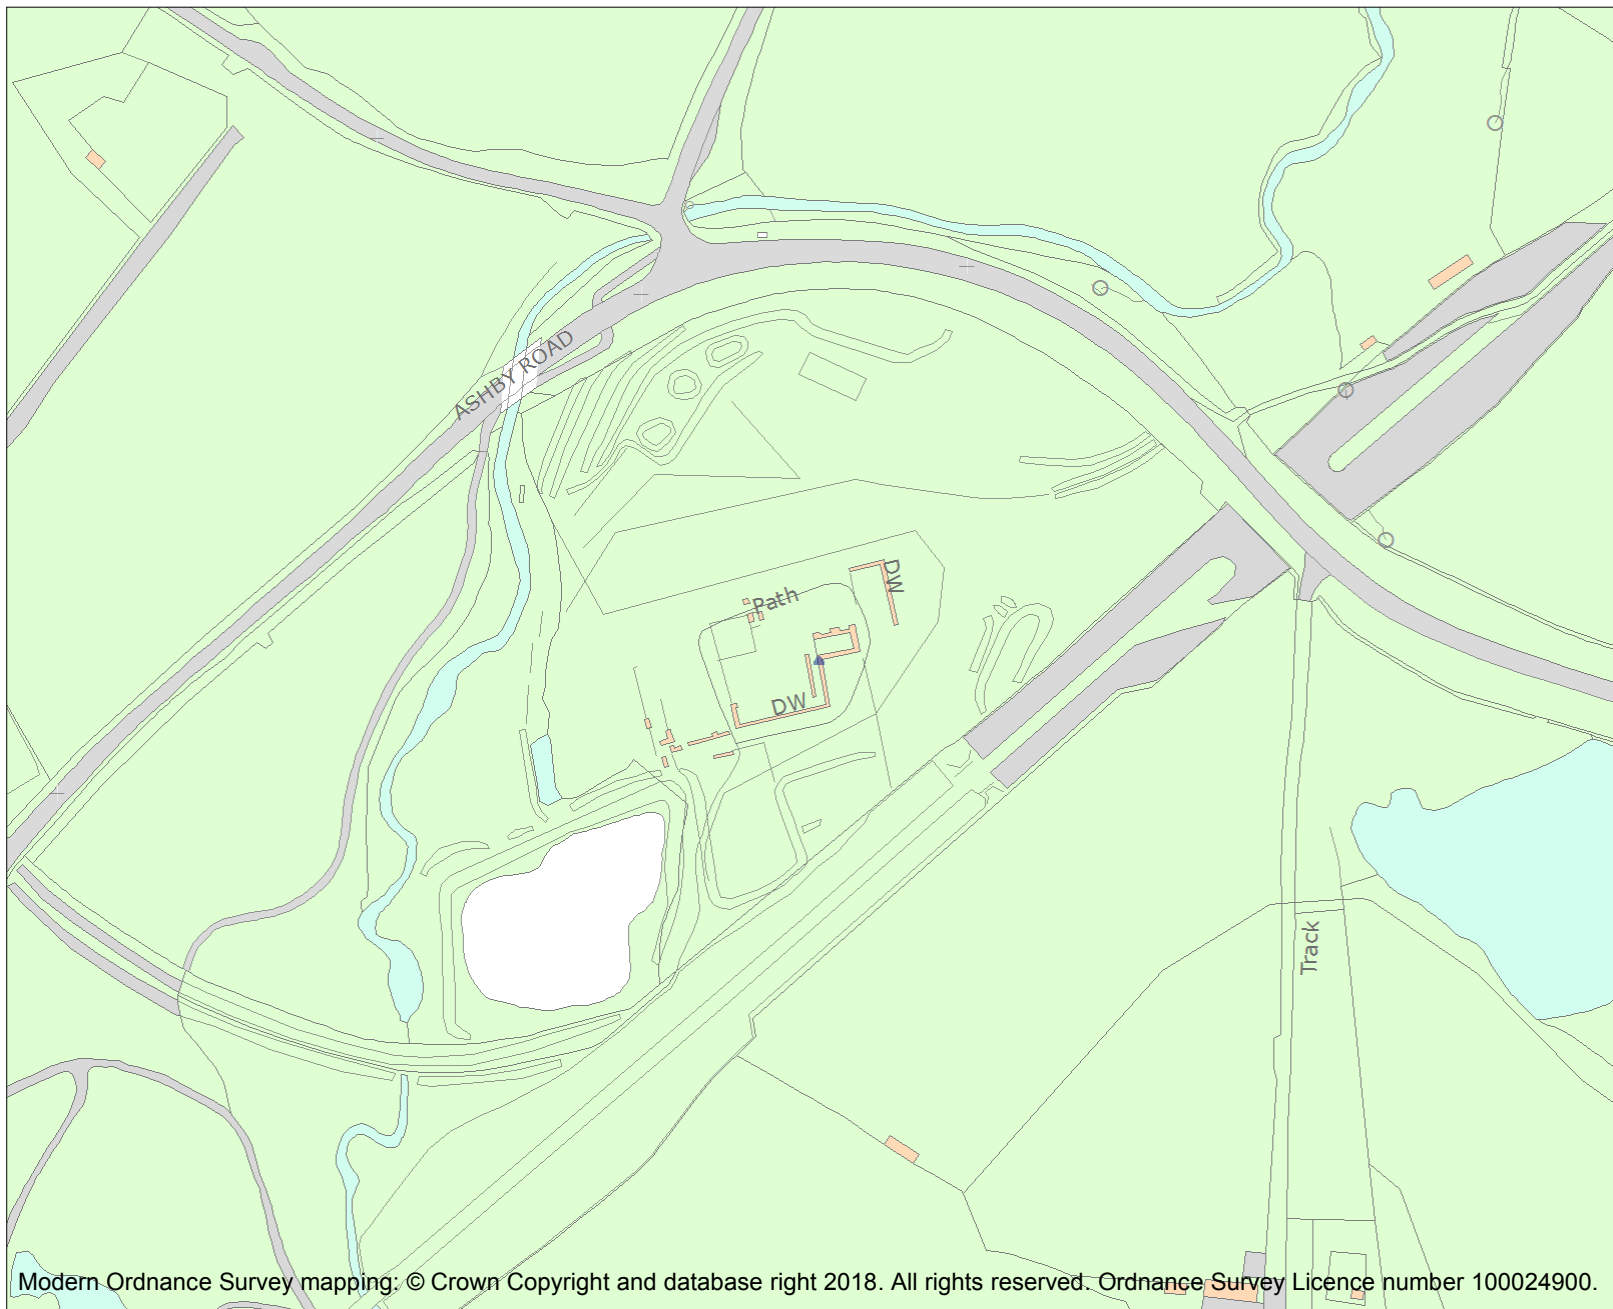 ASHBY ROAD
DW
Path
DW
Track
Modern Ordnance Survey mapping: © Crown Copyright and database right 2018. All rights reserved. Ordnance Survey Licence number 100024900.